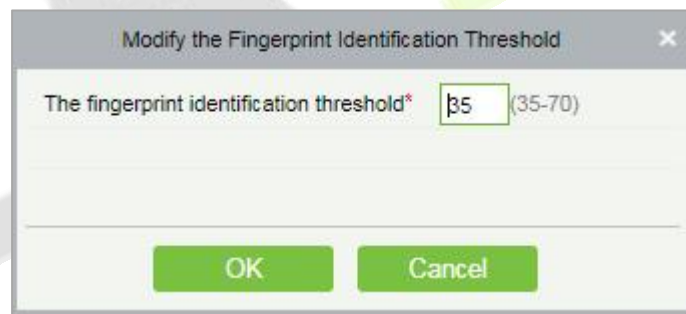 Modify the Fingerprint Identification Threshold ×
The fingerprint identification threshold* 35 (35-70)
OK Cancel